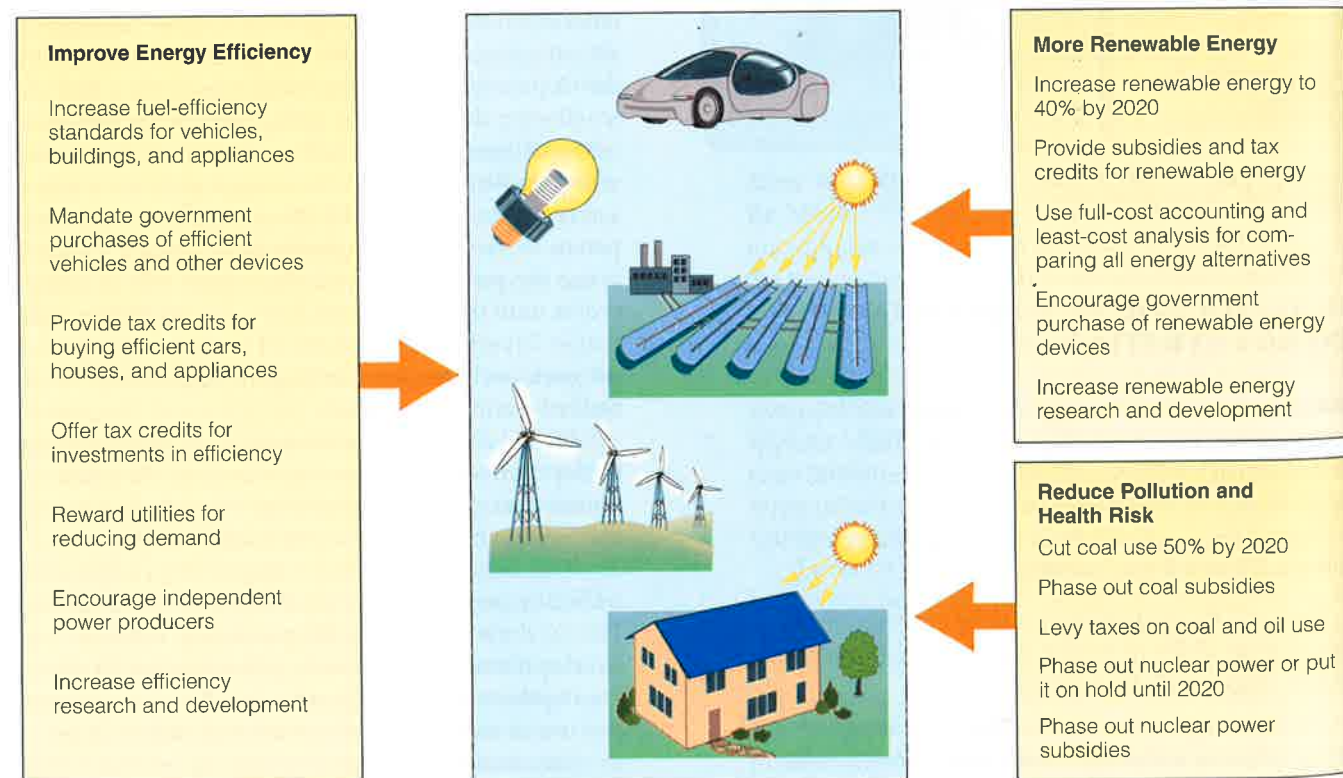 Improve Energy Efficiency
Increase fuel-efficiency
standards for vehicles,
buildings, and appliances
Mandate government
purchases of efficient
vehicles and other devices
Provide tax credits for
buying efficient cars,
houses, and appliances
Offer tax credits for
investments in efficiency
Reward utilities for
reducing demand
Encourage independent
power producers
Increase efficiency
research and development
More Renewable Energy
Increase renewable energy to
40% by 2020
Provide subsidies and tax
credits for renewable energy
Use full-cost accounting and
least-cost analysis for com-
paring all energy alternatives
Encourage government
purchase of renewable energy
devices
Increase renewable energy
research and development
Reduce Pollution and
Health Risk
Cut coal use 50% by 2020
Phase out coal subsidies
Levy taxes on coal and oil use
Phase out nuclear power or put
it on hold until 2020
Phase out nuclear power
subsidies